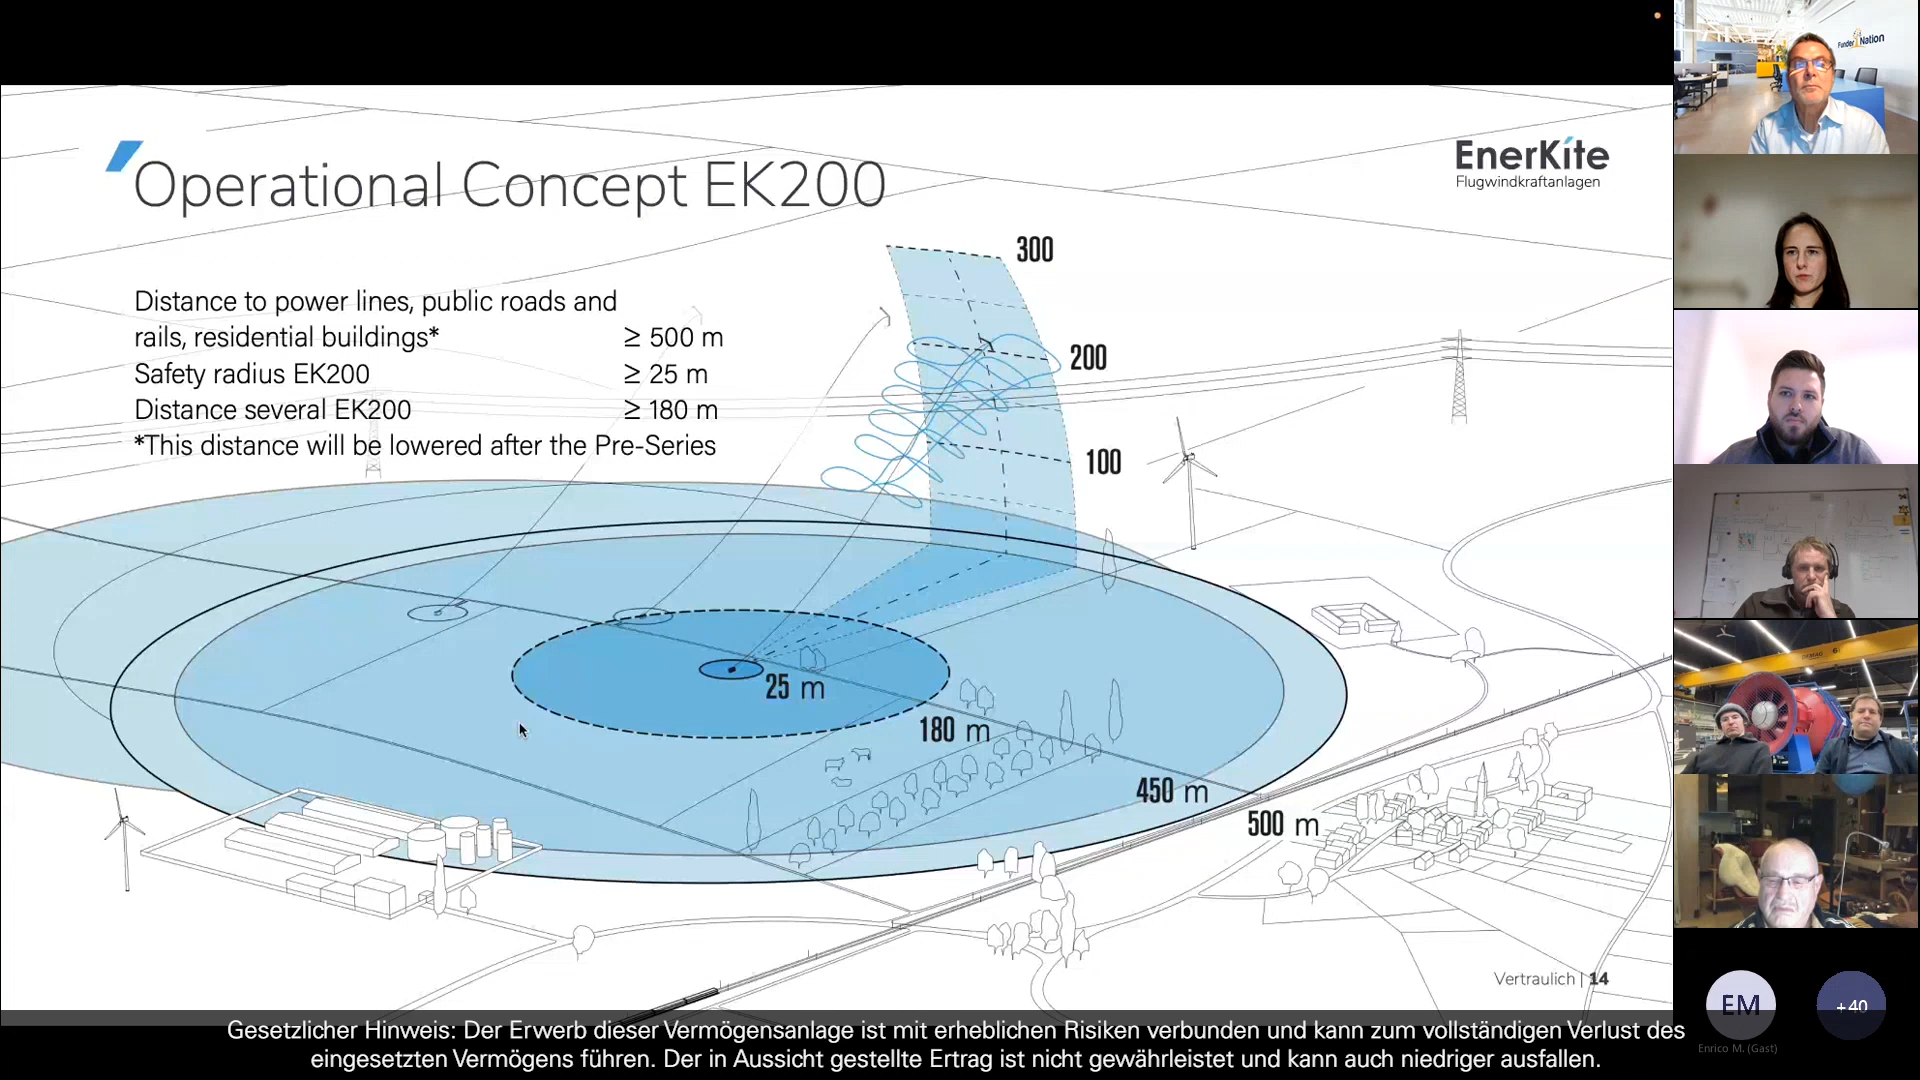 Operational Concept EK200
EnerKíte
Flugwindkraftanlagen
Distance to power lines, public roads and
rails, residential buildings* ≥ 500 m
Safety radius EK200 ≥ 25 m
Distance several EK200 ≥ 180 m
*This distance will be lowered after the Pre-Series
300
200
100
25 m
180 m
450 m
500 m
Vertraulich | 14
Gesetzlicher Hinweis: Der Erwerb dieser Vermögensanlage ist mit erheblichen Risiken verbunden und kann zum vollständigen Verlust des
eingesetzten Vermögens führen. Der in Aussicht gestellte Ertrag ist nicht gewährleistet und kann auch niedriger ausfallen.
FunderNation
DEMAG 6
EM
+40
Enrico M. (Gast)